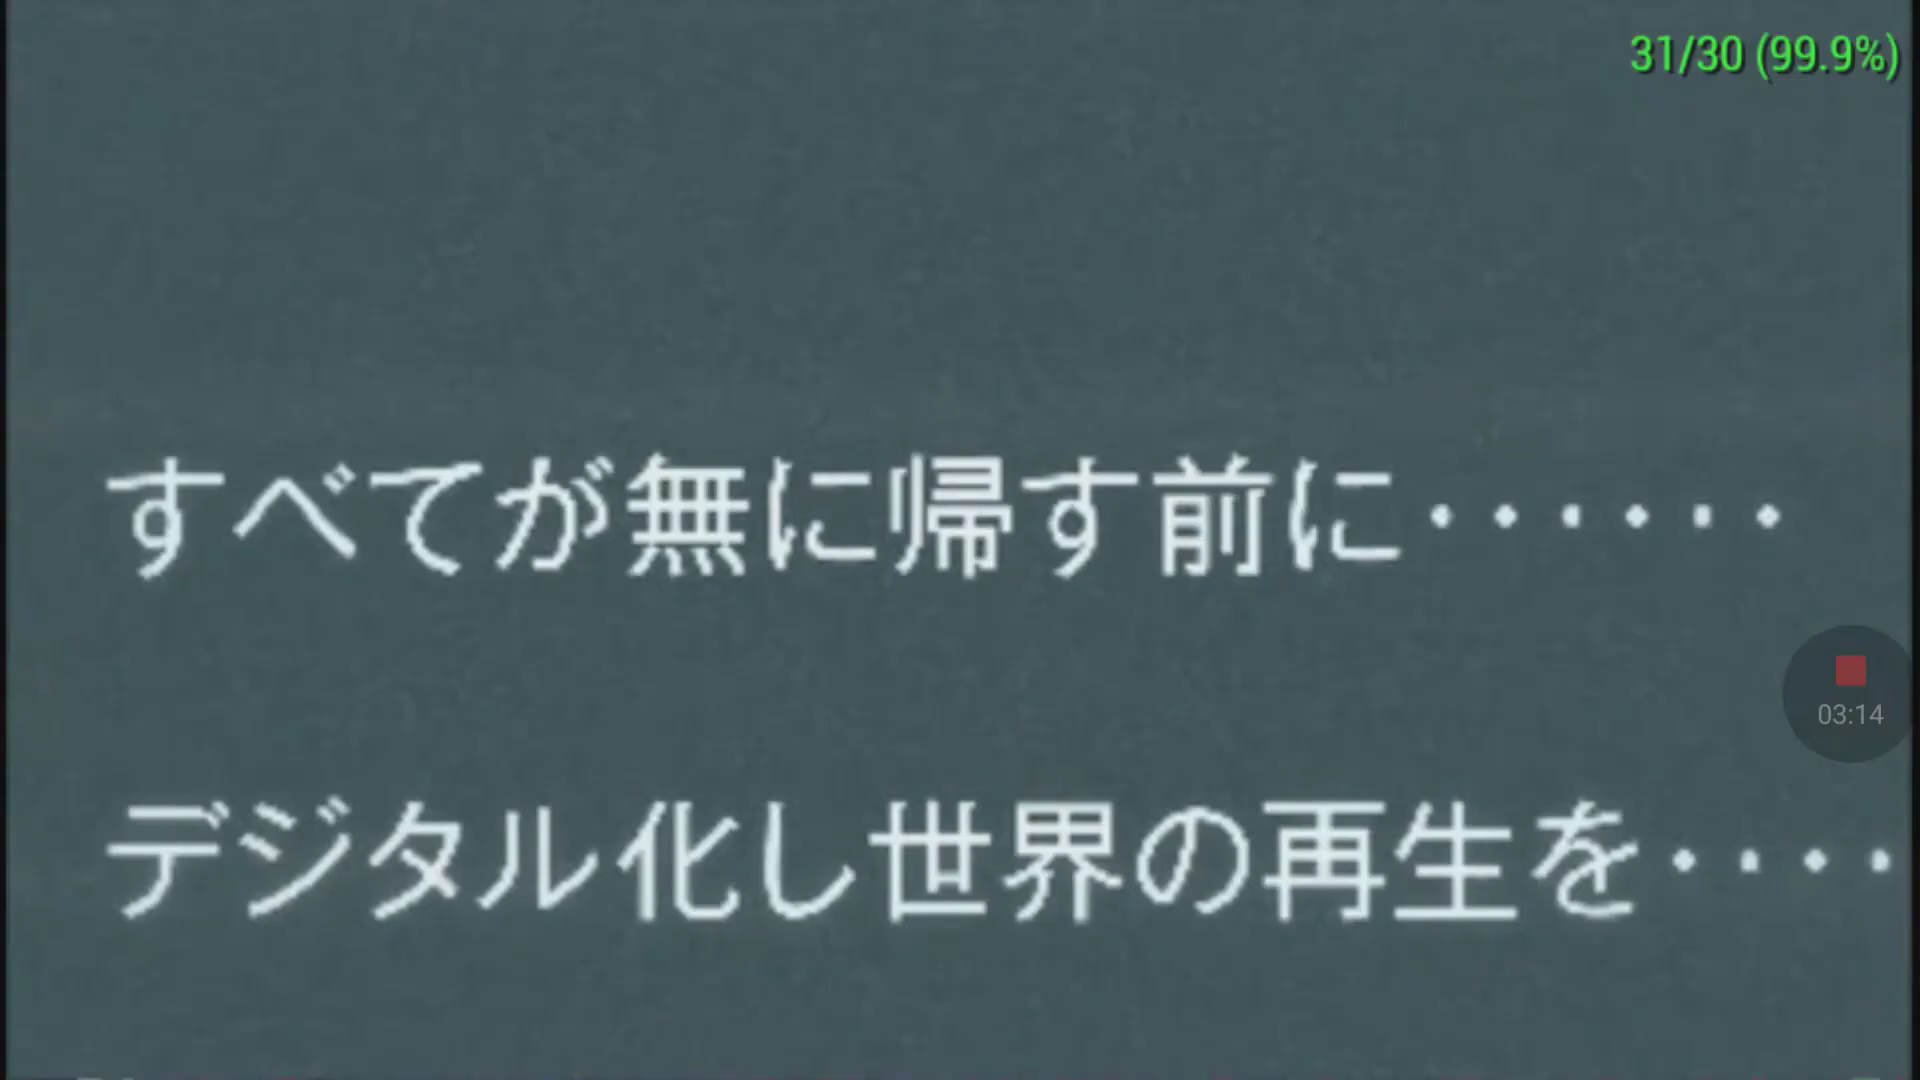 31/30 (99.9%)
すべてが無に帰す前に・・・・・・
03:14
デジタル化し世界の再生を・・・・